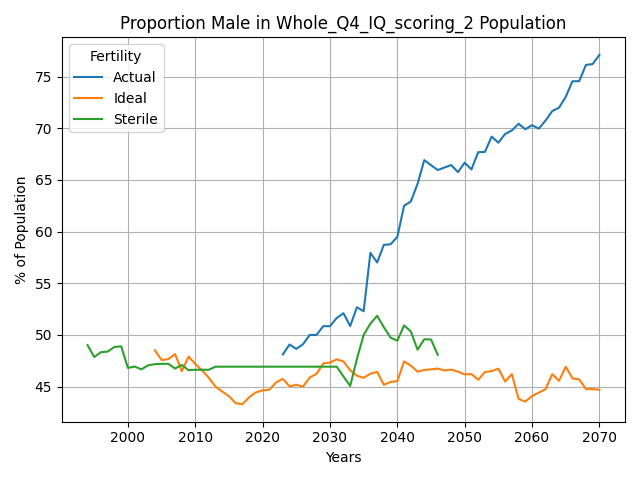 Proportion Male in Whole_Q4_IQ_scoring_2 Population
Fertility
Actual
Ideal
Sterile
% of Population
75
70
65
60
55
50
45
2000
2010
2020
2030
2040
2050
2060
2070
Years